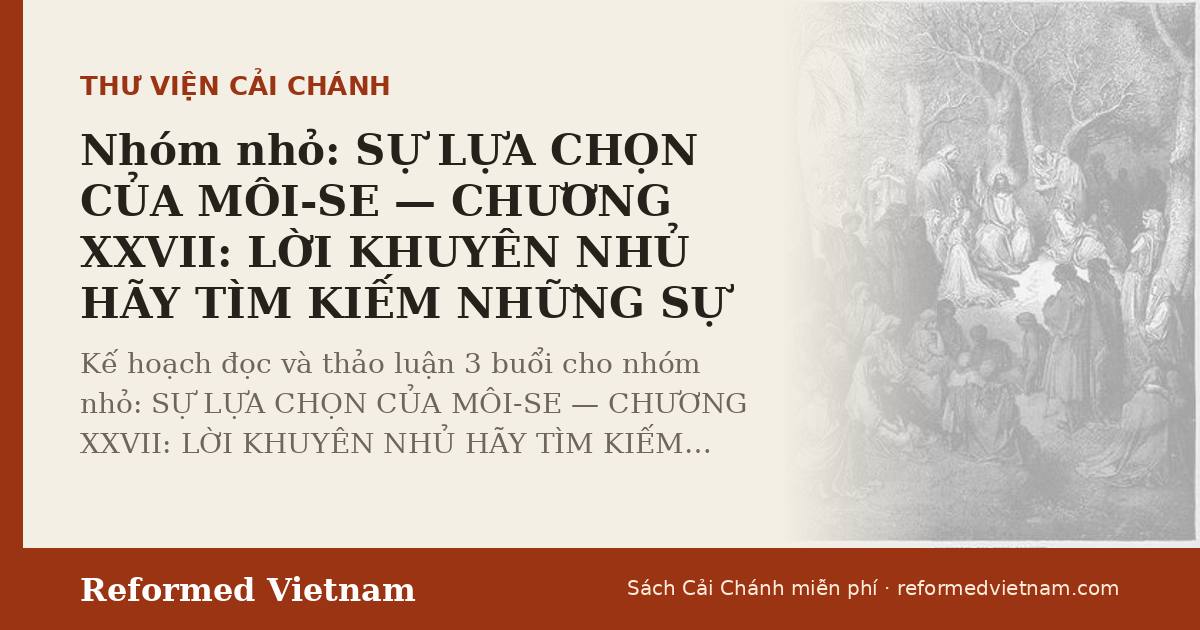 THƯ VIỆN CẢI CHÁNH
Nhóm nhỏ: SỰ LỰA CHỌN
CỦA MÔI-SE — CHƯƠNG
XXVII: LỜI KHUYÊN NHỦ
HÃY TÌM KIẾM NHỮNG SỰ
Kế hoạch đọc và thảo luận 3 buổi cho nhóm
nhỏ: SỰ LỰA CHỌN CỦA MÔI-SE — CHƯƠNG
XXVII: LỜI KHUYÊN NHỦ HÃY TÌM KIẾM...
Reformed Vietnam
Sách Cải Chánh miễn phí · reformedvietnam.com